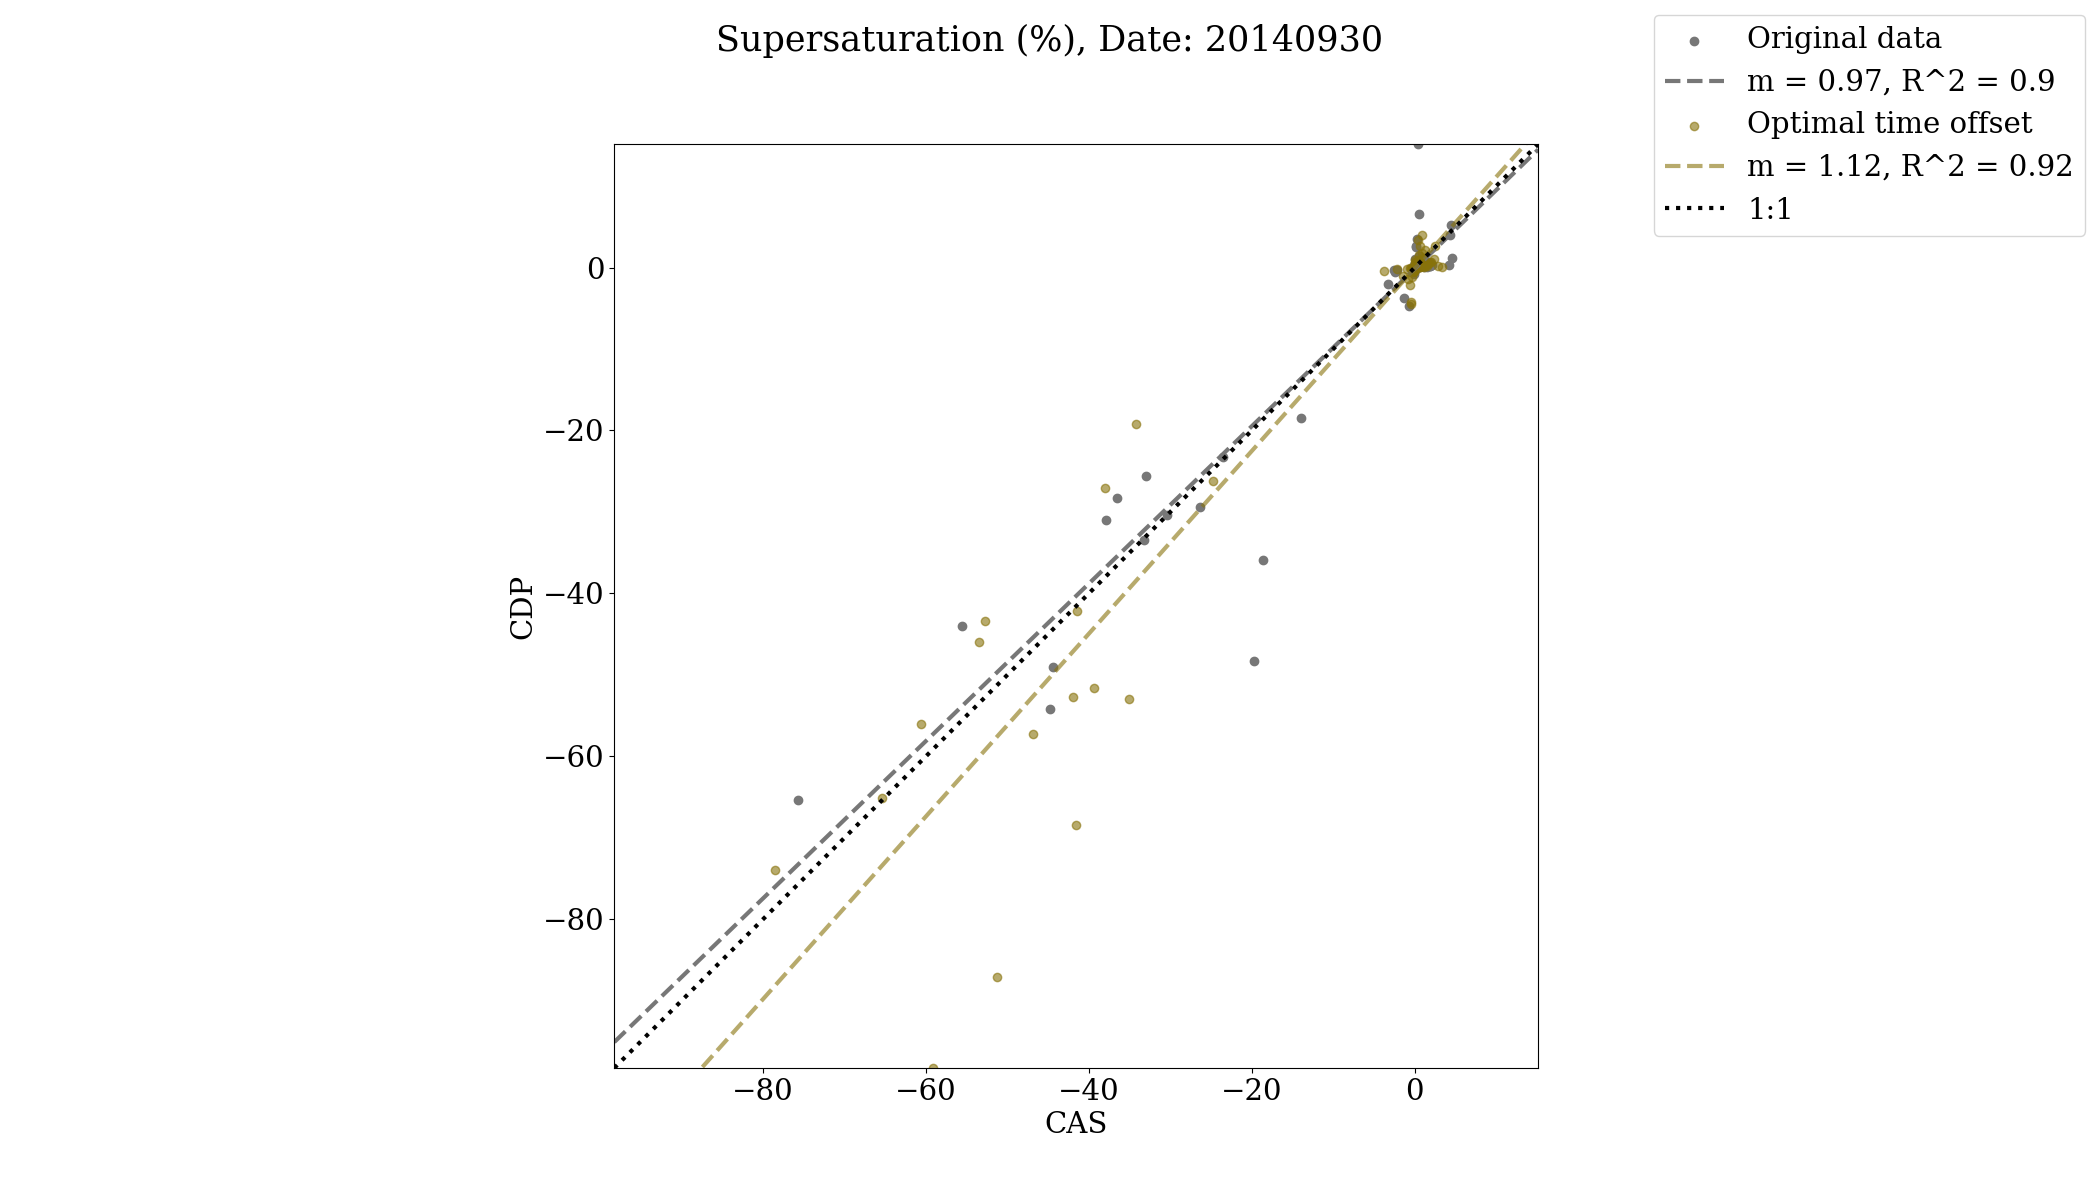 Supersaturation (%), Date: 20140930
Original data
m = 0.97, R^2 = 0.9
Optimal time offset
m = 1.12, R^2 = 0.92
1:1
0
−20
−40
−60
−80
CDP
−80
−60
−40
−20
0
CAS